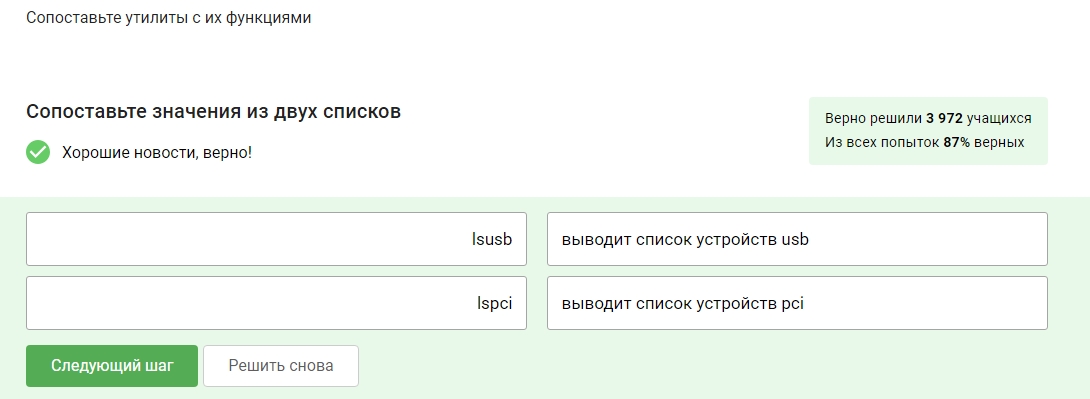 Сопоставьте утилиты с их функциями
Сопоставьте значения из двух списков
Верно решили 3 972 учащихся
Из всех попыток 87% верных
Хорошие новости, верно!
lsusb
выводит список устройств usb
lspci
выводит список устройств pci
Следующий шаг
Решить снова